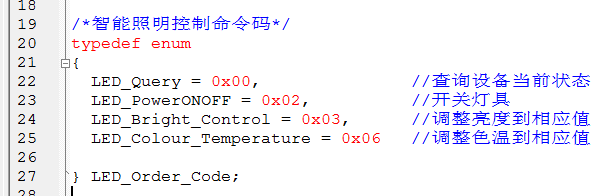 18
19 /*智能照明控制命令码*/
20 typedef enum
21 {
22 LED_Query = 0x00, //查询设备当前状态
23 LED_PowerONOFF = 0x02, //开关灯具
24 LED_Bright_Control = 0x03, //调整亮度到相应值
25 LED_Colour_Temperature = 0x06 //调整色温到相应值
26
27 } LED_Order_Code;
28